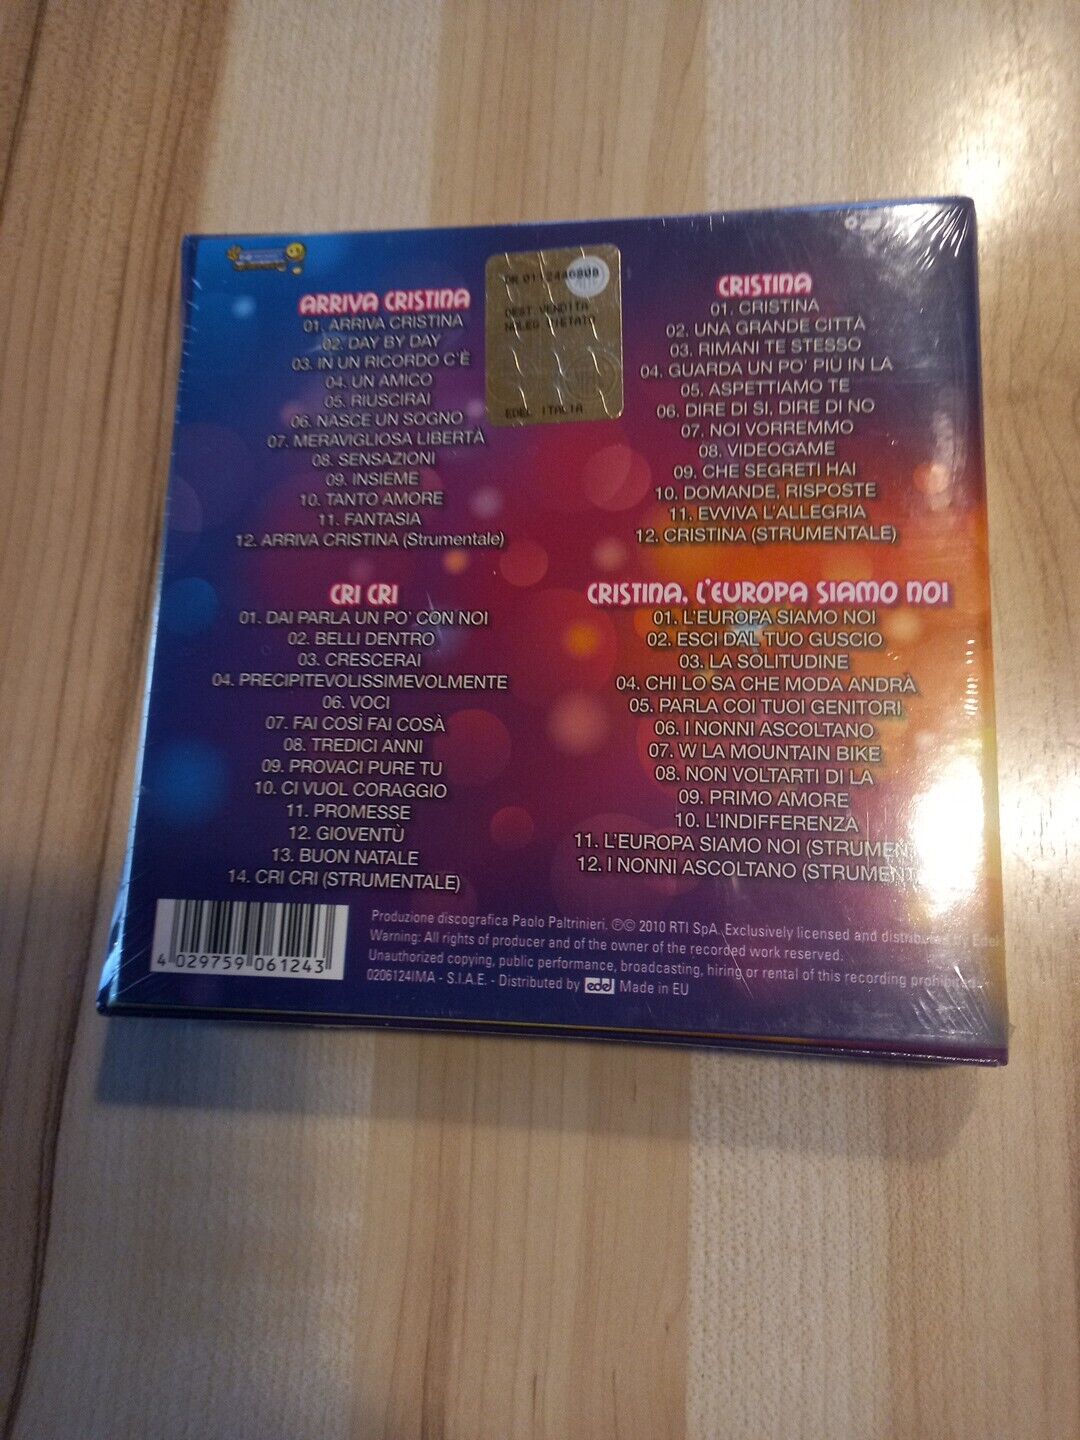 ARRIVA CRISTINA
01. ARRIVA CRISTINA
02. DAY BY DAY
03. IN UN RICORDO C'È
04. UN AMICO
05. RIUSCIRAI
06. NASCE UN SOGNO
07. MERAVIGLIOSA LIBERTÀ
08. SENSAZIONI
09. INSIEME
10. TANTO AMORE
11. FANTASIA
12. ARRIVA CRISTINA (Strumentale)
DEST.VENDITA
NOLEG.VIETATO
EDEL ITALIA
CRISTINA
01. CRISTINA
02. UNA GRANDE CITTÀ
03. RIMANI TE STESSO
04. GUARDA UN PO' PIU IN LA
05. ASPETTIAMO TE
06. DIRE DI SI, DIRE DI NO
07. NOI VORREMMO
08. VIDEOGAME
09. CHE SEGRETI HAI
10. DOMANDE, RISPOSTE
11. EVVIVA L'ALLEGRIA
12. CRISTINA (STRUMENTALE)
CRI CRI
01. DAI PARLA UN PO' CON NOI
02. BELLI DENTRO
03. CRESCERAI
04. PRECIPITEVOLISSIMEVOLMENTE
06. VOCI
07. FAI COSÌ FAI COSÀ
08. TREDICI ANNI
09. PROVACI PURE TU
10. CI VUOL CORAGGIO
11. PROMESSE
12. GIOVENTÙ
13. BUON NATALE
14. CRI CRI (STRUMENTALE)
CRISTINA, L'EUROPA SIAMO NOI
01. L'EUROPA SIAMO NOI
02. ESCI DAL TUO GUSCIO
03. LA SOLITUDINE
04. CHI LO SA CHE MODA ANDRÀ
05. PARLA COI TUOI GENITORI
06. I NONNI ASCOLTANO
07. W LA MOUNTAIN BIKE
08. NON VOLTARTI DI LA
09. PRIMO AMORE
10. L'INDIFFERENZA
11. L'EUROPA SIAMO NOI (STRUMENT
12. I NONNI ASCOLTANO (STRUMENT
4 029759 061243
Produzione discografica Paolo Paltrinieri. ℗© 2010 RTI SpA. Exclusively licensed and distributed by Edel
Warning: All rights of producer and of the owner of the recorded work reserved.
Unauthorized copying, public performance, broadcasting, hiring or rental of this recording prohibited.
0206124IMA - S.I.A.E. - Distributed by edel Made in EU